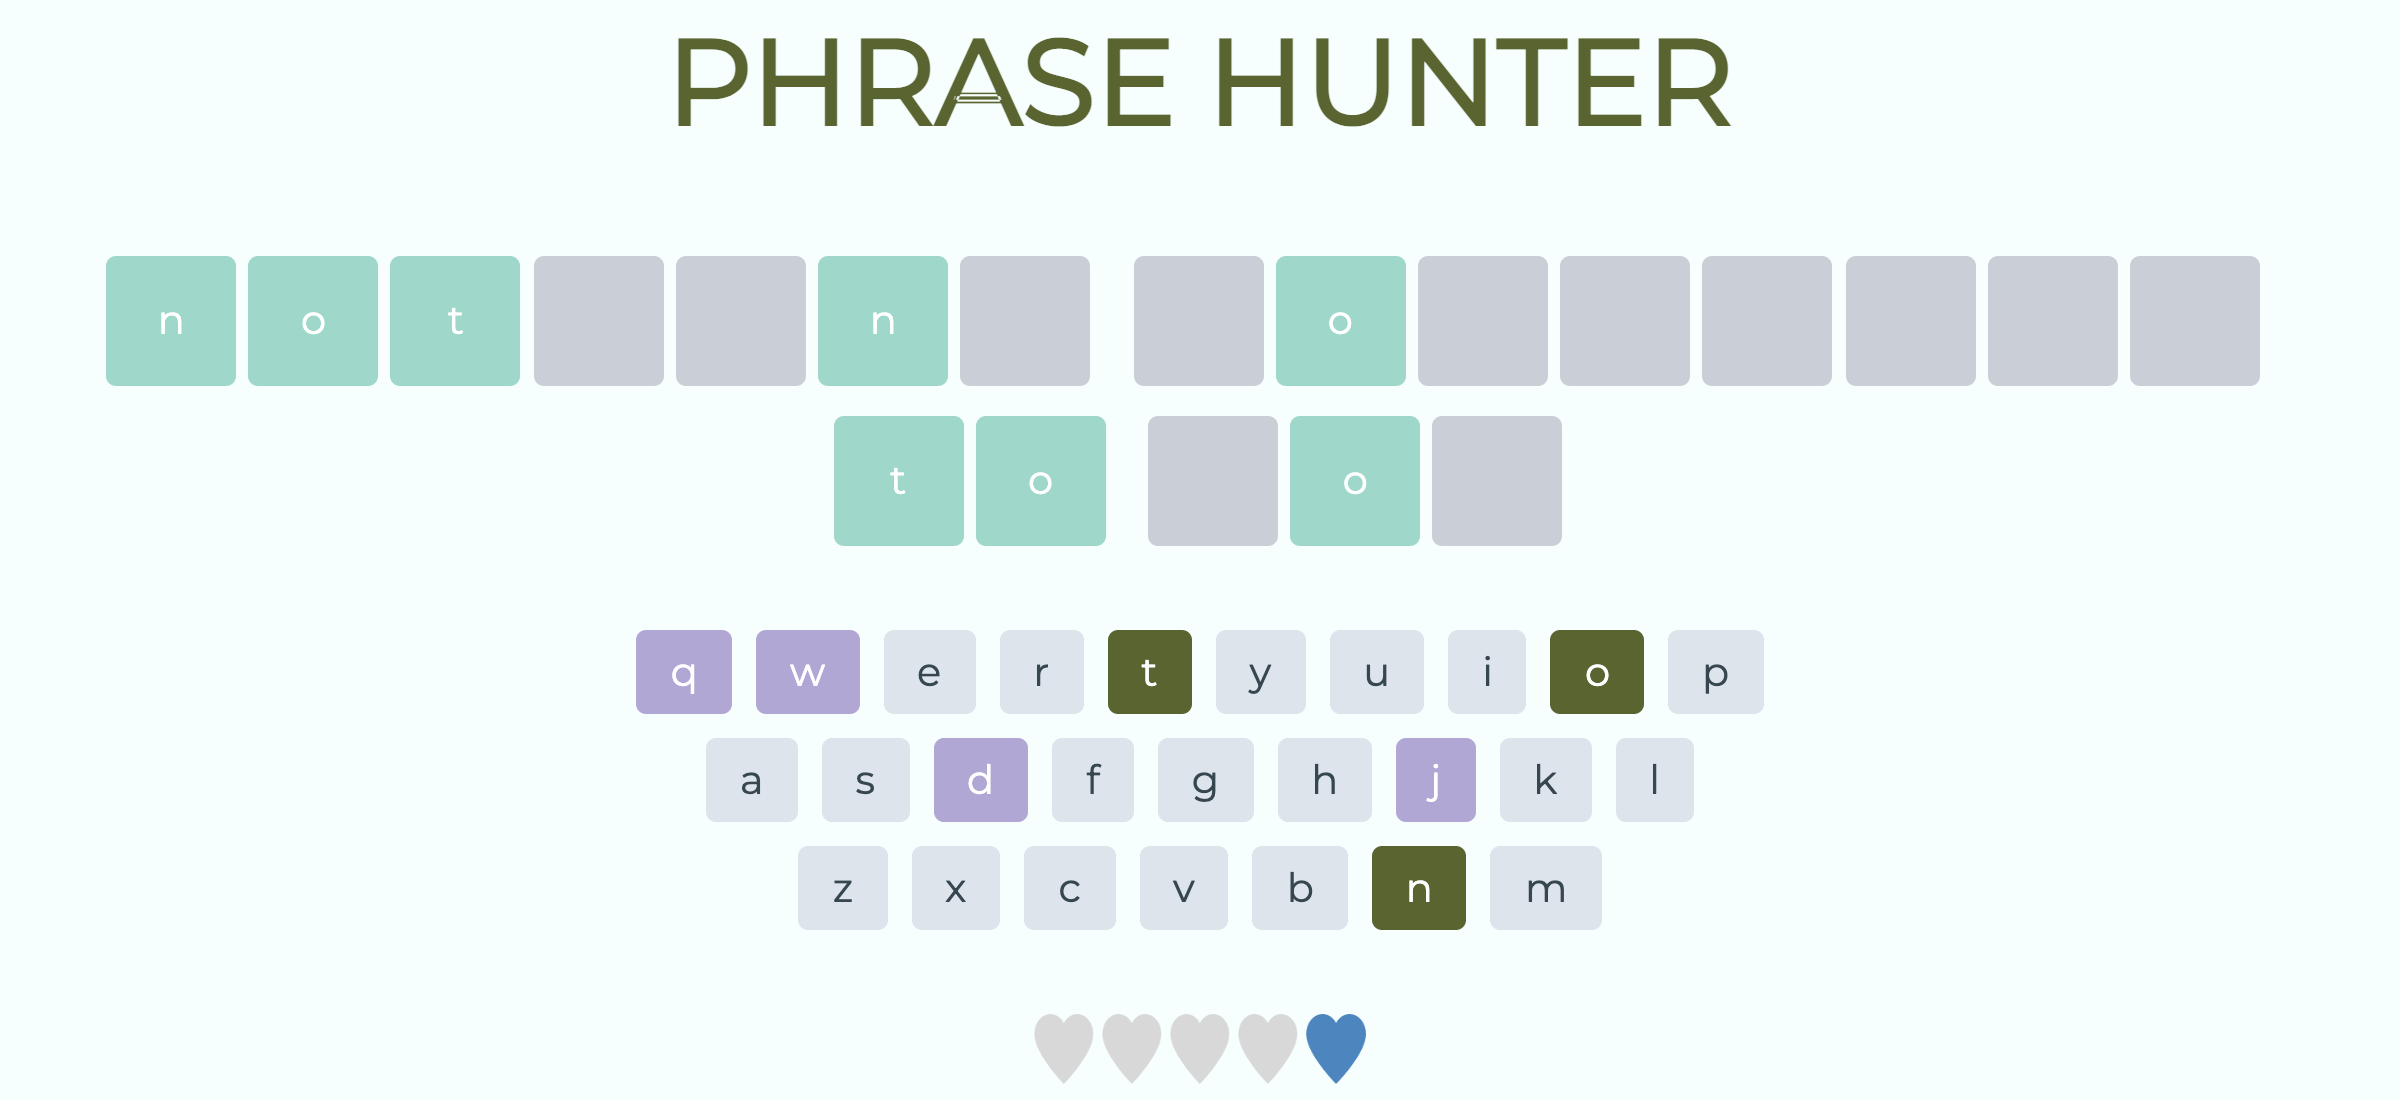 PHRASE HUNTER
n o t n o
t o o
q w e r t y u i o p
a s d f g h j k l
z x c v b n m